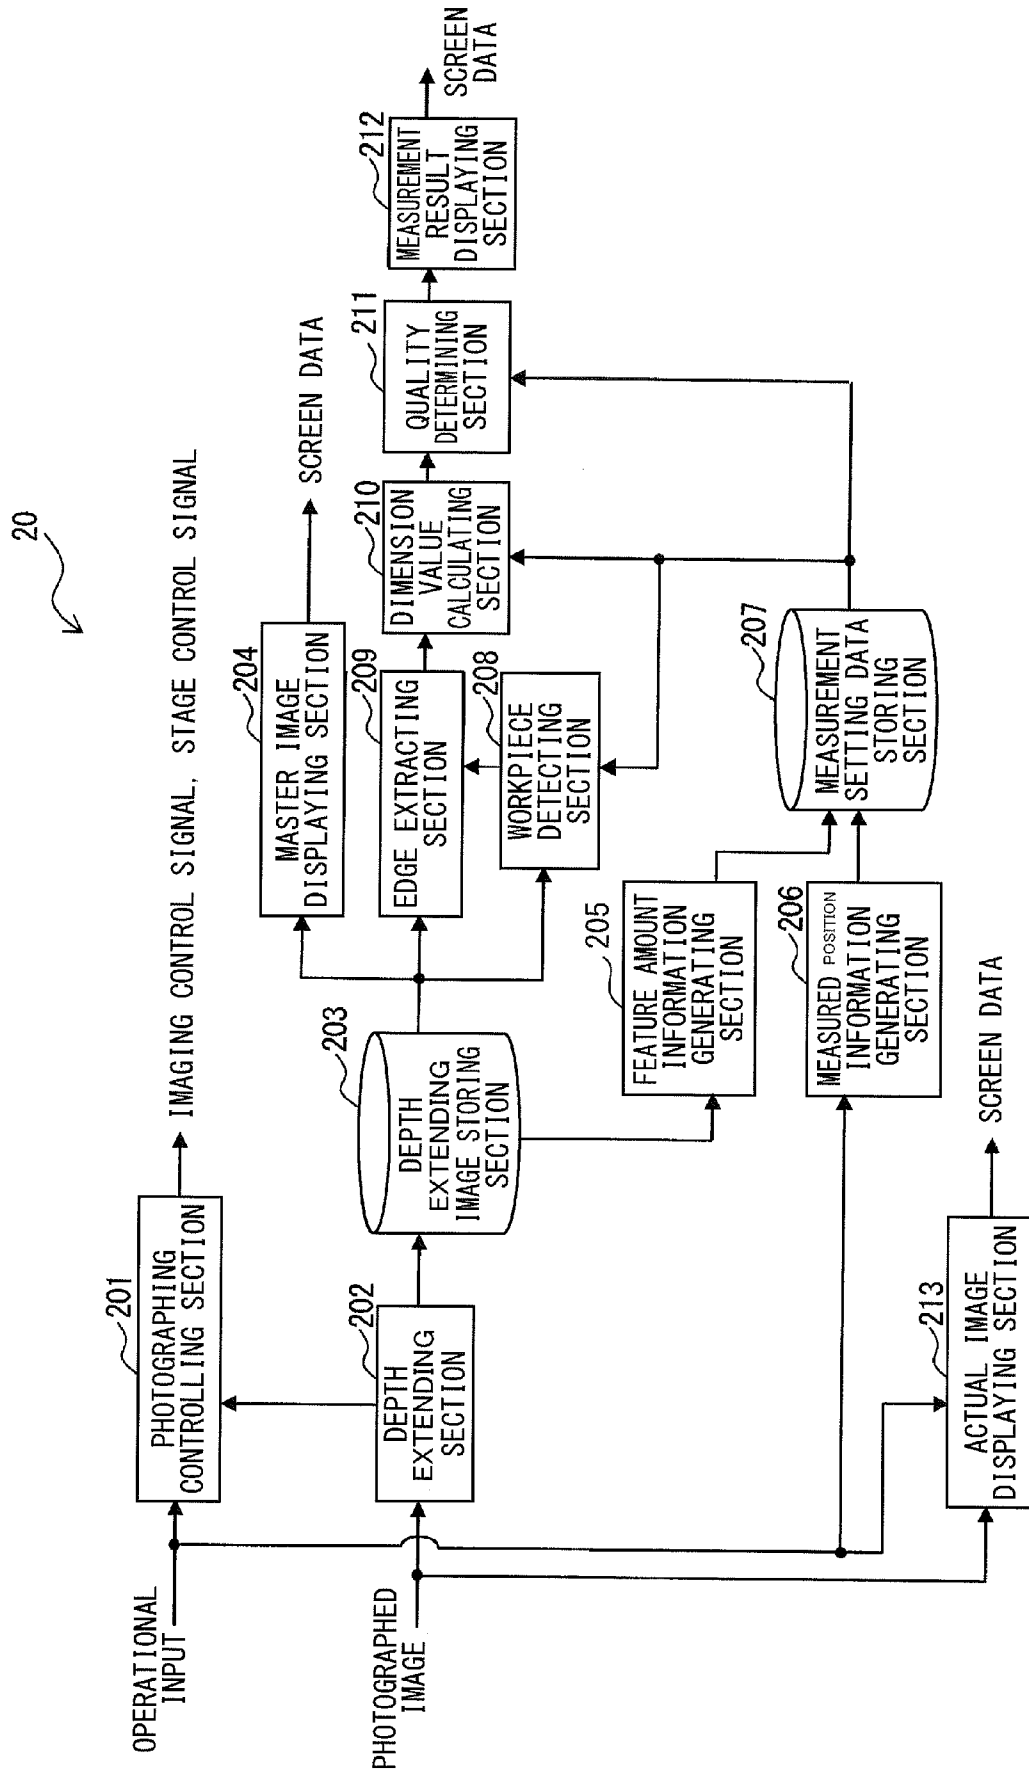 20
OPERATIONAL
INPUT
201
PHOTOGRAPHING
CONTROLLING SECTION
IMAGING CONTROL SIGNAL, STAGE CONTROL SIGNAL
PHOTOGRAPHED
IMAGE
202
DEPTH
EXTENDING
SECTION
203
DEPTH
EXTENDING
IMAGE STORING
SECTION
204
MASTER IMAGE
DISPLAYING SECTION
SCREEN DATA
209
EDGE EXTRACTING
SECTION
208
WORKPIECE
DETECTING
SECTION
210
DIMENSION
VALUE
CALCULATING
SECTION
211
QUALITY
DETERMINING
SECTION
212
MEASUREMENT
RESULT
DISPLAYING
SECTION
SCREEN
DATA
205
FEATURE AMOUNT
INFORMATION
GENERATING
SECTION
206
MEASURED POSITION
INFORMATION
GENERATING
SECTION
207
MEASUREMENT
SETTING DATA
STORING
SECTION
213
ACTUAL IMAGE
DISPLAYING SECTION
SCREEN DATA